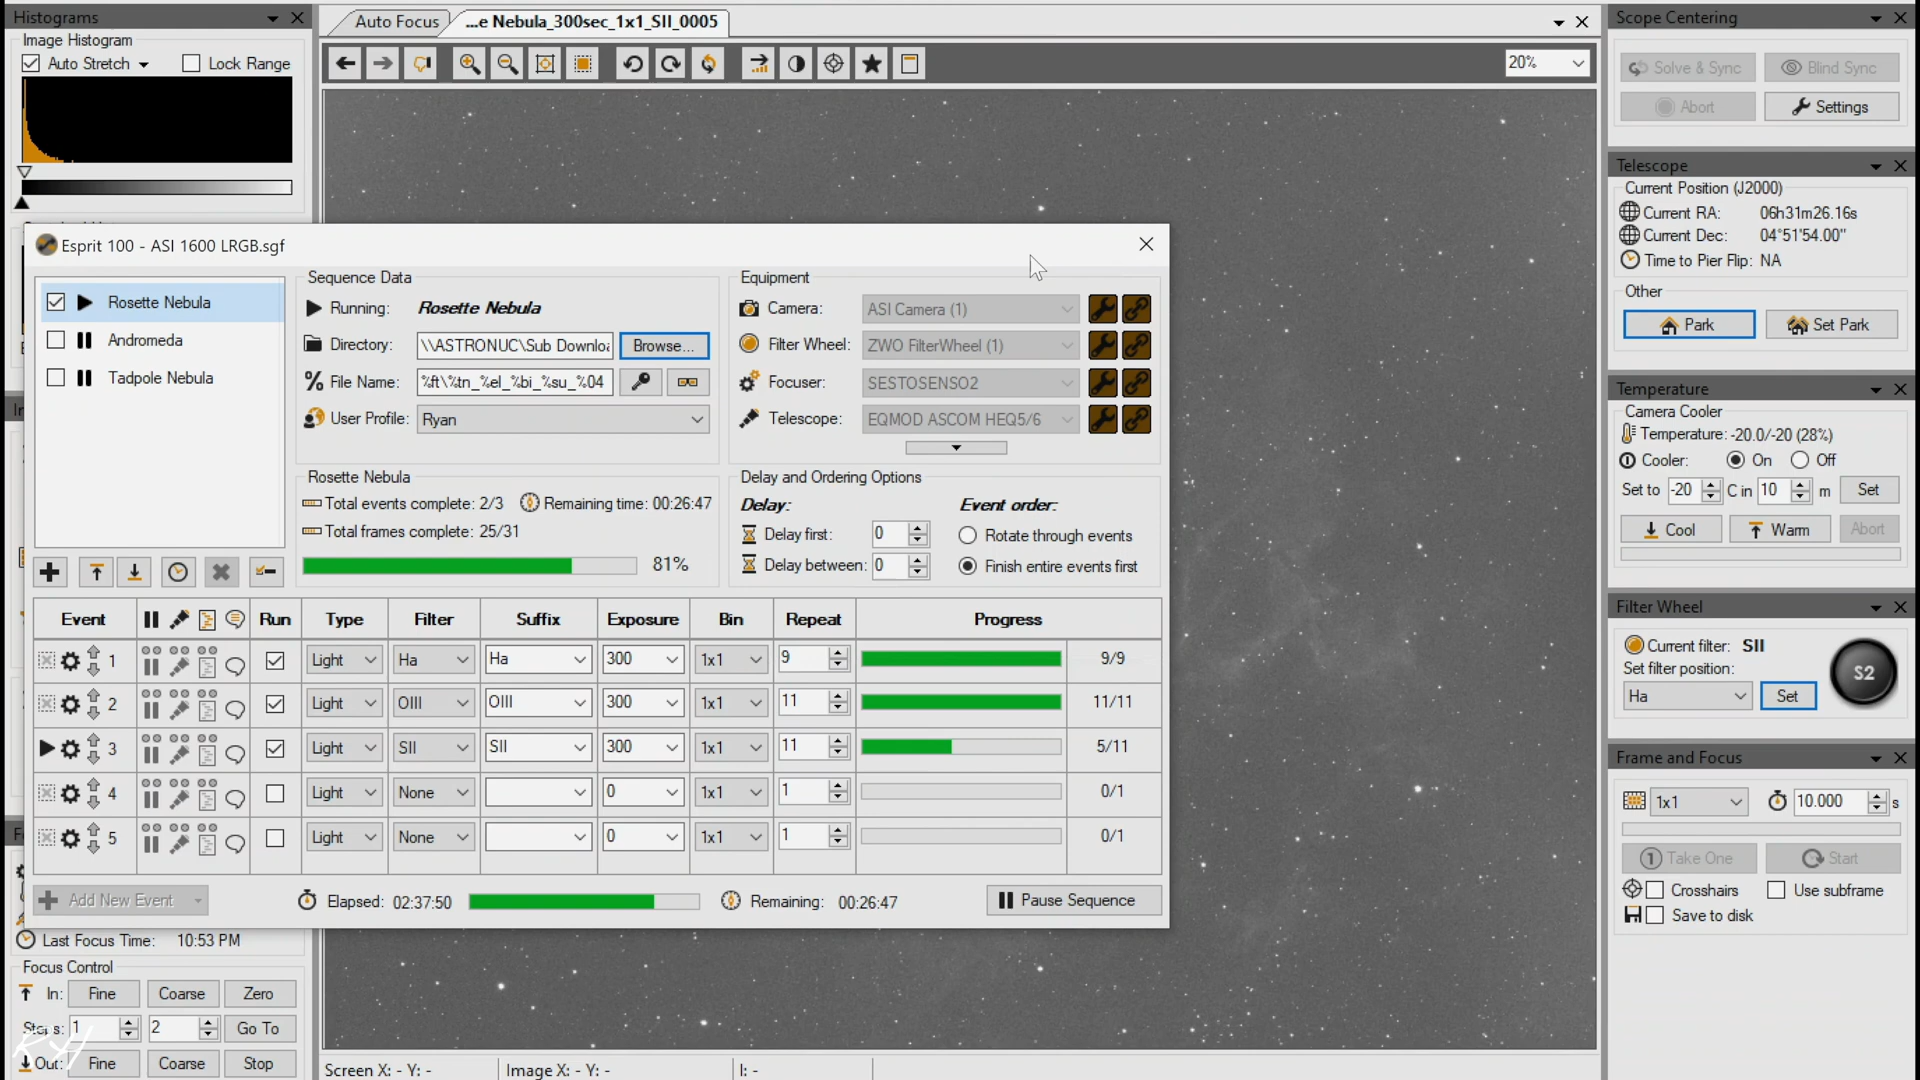 Histograms
Image Histogram
Auto Stretch
Lock Range
Auto Focus
...e Nebula_300sec_1x1_SII_0005
20%
Scope Centering
Solve & Sync
Blind Sync
Abort
Settings
Telescope
Current Position (J2000)
Current RA: 06h31m26.16s
Current Dec: 04°51'54.00"
Time to Pier Flip: NA
Other
Park
Set Park
Temperature
Camera Cooler
Temperature: -20.0/-20 (28%)
Cooler: On Off
Set to -20 C in 10 m Set
Cool
Warm
Abort
Filter Wheel
Current filter: SII
Set filter position:
Ha
Set
S2
Frame and Focus
1x1
10.000 s
Take One
Start
Crosshairs
Use subframe
Save to disk
Esprit 100 - ASI 1600 LRGB.sgf
Rosette Nebula
Andromeda
Tadpole Nebula
Sequence Data
Running: Rosette Nebula
Directory: \\ASTRONUC\Sub Downloa Browse...
% File Name: %ft\%tn_%el_%bi_%su_%04
User Profile: Ryan
Equipment
Camera: ASI Camera (1)
Filter Wheel: ZWO FilterWheel (1)
Focuser: SESTOSENSO2
Telescope: EQMOD ASCOM HEQ5/6
Rosette Nebula
Total events complete: 2/3 Remaining time: 00:26:47
Total frames complete: 25/31
81%
Delay and Ordering Options
Delay: Event order:
Delay first: 0 Rotate through events
Delay between: 0 Finish entire events first
Event Run Type Filter Suffix Exposure Bin Repeat Progress
1 Light Ha Ha 300 1x1 9 9/9
2 Light OIII OIII 300 1x1 11 11/11
3 Light SII SII 300 1x1 11 5/11
4 Light None 0 1x1 1 0/1
5 Light None 0 1x1 1 0/1
Add New Event
Elapsed: 02:37:50
Remaining: 00:26:47
Pause Sequence
Last Focus Time: 10:53 PM
Focus Control
In: Fine Coarse Zero
1 2 Go To
Out: Fine Coarse Stop
Screen X: - Y: - Image X: - Y: - I: -